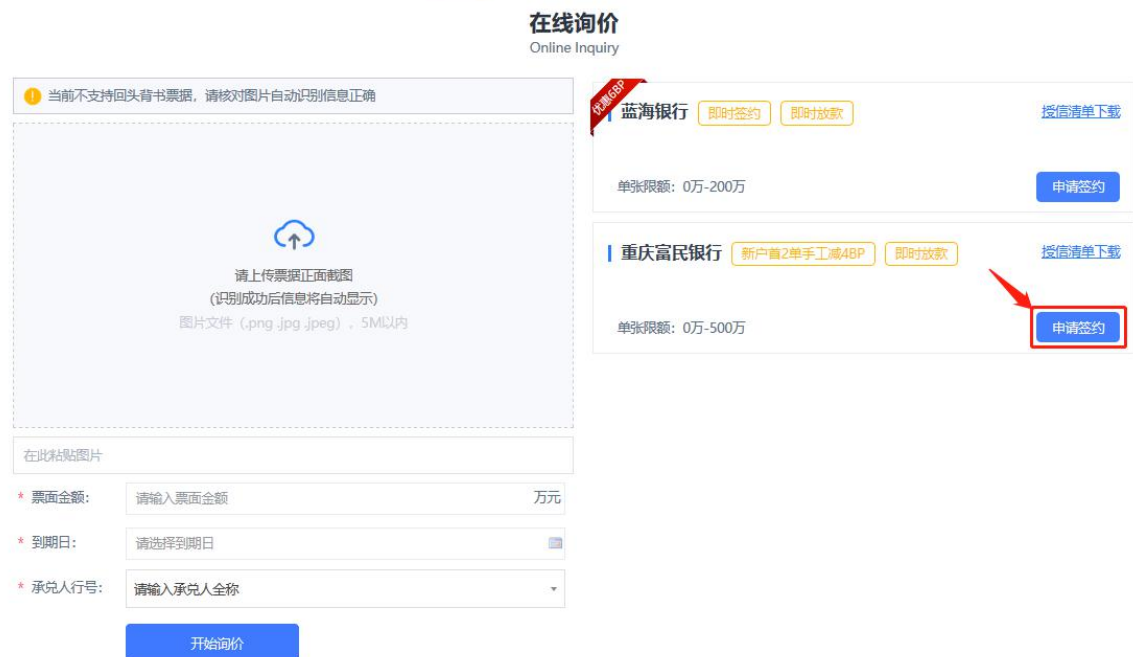 在线询价
Online Inquiry
当前不支持回头背书票据，请核对图片自动识别信息正确
请上传票据正面截图
(识别成功后信息将自动显示)
图片文件（.png .jpg .jpeg），5M以内
在此粘贴图片
* 票面金额： 请输入票面金额 万元
* 到期日： 请选择到期日
* 承兑人行号： 请输入承兑人全称
开始询价
优惠6BP
蓝海银行 即时签约 即时放款 授信清单下载
单张限额：0万-200万 申请签约
重庆富民银行 新户首2单手工减4BP 即时放款 授信清单下载
单张限额：0万-500万 申请签约